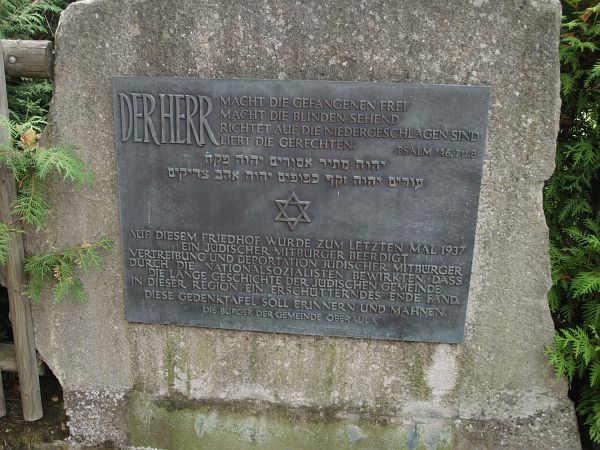 DER HERR MACHT DIE GEFANGENEN FREI
MACHT DIE BLINDEN SEHEND
RICHTET AUF DIE NIEDERGESCHLAGEN SIND
LIEBT DIE GERECHTEN. PSALM 146,7U.8
יהוה מתיר אסורים יהוה פקח
עורים יהוה זקף כפופים יהוה אהב צדיקים
AUF DIESEM FRIEDHOF WURDE ZUM LETZTEN MAL 1937
EIN JÜDISCHER MITBÜRGER BEERDIGT
VERTREIBUNG UND DEPORTATION JÜDISCHER MITBÜRGER
DURCH DIE NATIONALSOZIALISTEN BEWIRKTEN, DASS
DIE LANGE GESCHICHTE DER JÜDISCHEN GEMEINDE
IN DIESER REGION EIN ERSCHÜTTERNDES ENDE FAND.
DIESE GEDENKTAFEL SOLL ERINNERN UND MAHNEN.
DIE BÜRGER DER GEMEINDE OBERAULA